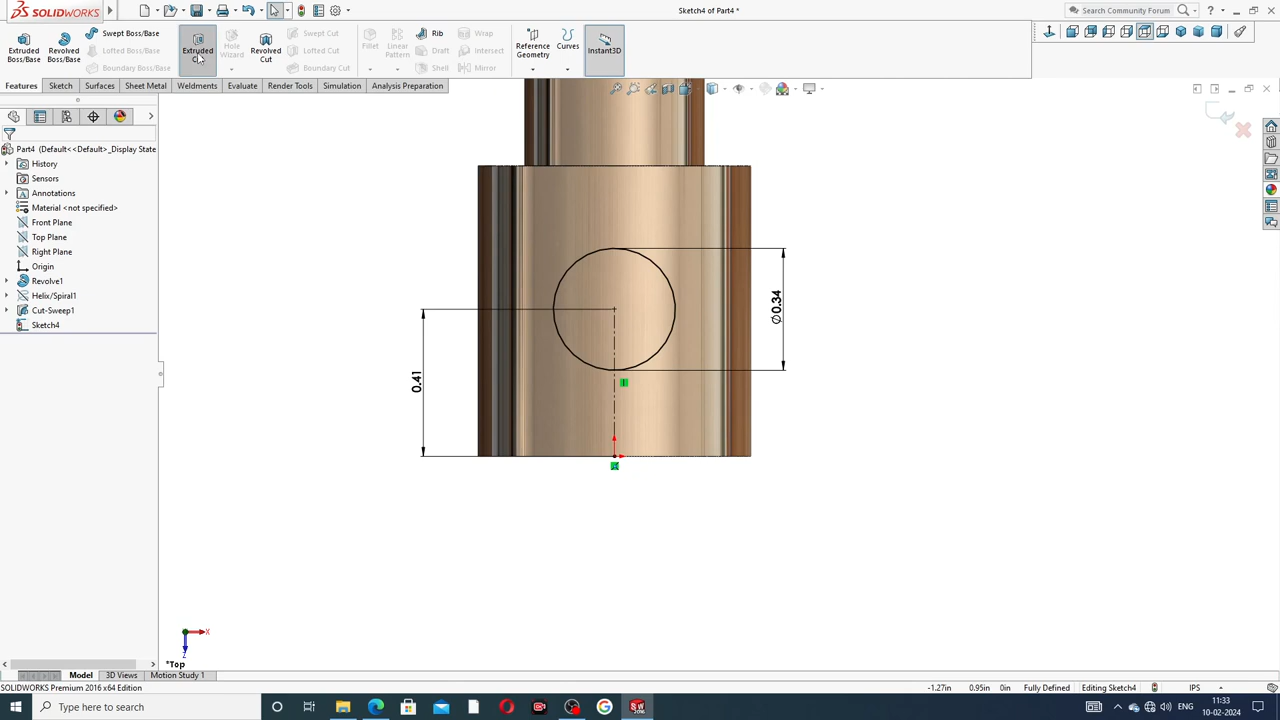 SOLIDWORKS
Sketch4 of Part4 *
Search Community Forum
Extruded Boss/Base
Revolved Boss/Base
Swept Boss/Base
Lofted Boss/Base
Boundary Boss/Base
Extruded Cut
Hole Wizard
Revolved Cut
Swept Cut
Lofted Cut
Boundary Cut
Fillet
Linear Pattern
Rib
Draft
Shell
Wrap
Intersect
Mirror
Reference Geometry
Curves
Instant3D
Features Sketch Surfaces Sheet Metal Weldments Evaluate Render Tools Simulation Analysis Preparation
Part4 (Default<<Default>_Display State
History
Sensors
Annotations
Material <not specified>
Front Plane
Top Plane
Right Plane
Origin
Revolve1
Helix/Spiral1
Cut-Sweep1
Sketch4
Ø0.34
0.41
X
Z
*Top
Model 3D Views Motion Study 1
SOLIDWORKS Premium 2016 x64 Edition
-1.27in 0.95in 0in Fully Defined Editing Sketch4 IPS
Type here to search
ENG
11:33
10-02-2024